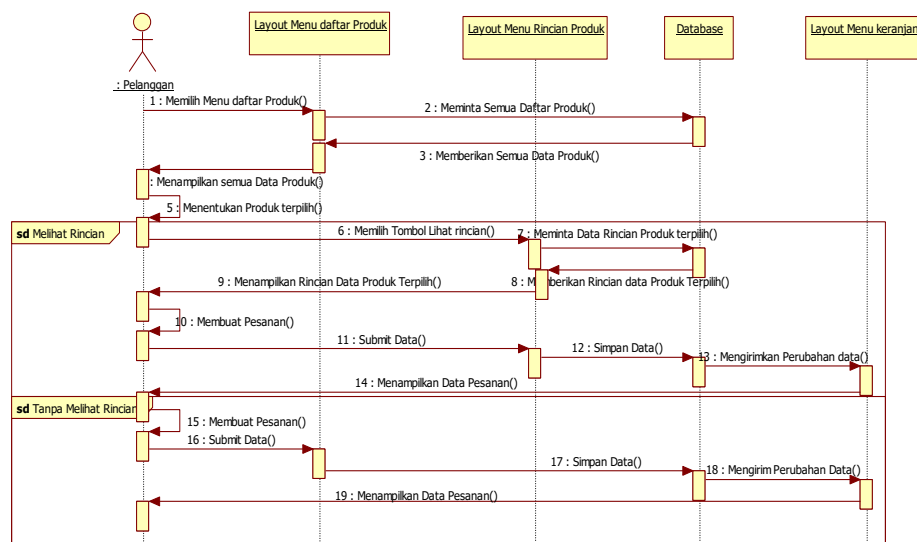 Layout Menu daftar Produk
Layout Menu Rincian Produk
Database
Layout Menu keranjan
: Pelanggan
1 : Memilih Menu daftar Produk()
2 : Meminta Semua Daftar Produk()
3 : Memberikan Semua Data Produk()
: Menampilkan semua Data Produk()
5 : Menentukan Produk terpilih()
sd Melihat Rincian
6 : Memilih Tombol Lihat rincian()
7 : Meminta Data Rincian Produk terpilih()
8 : Memberikan Rincian data Produk Terpilih()
9 : Menampilkan Rincian Data Produk Terpilih()
10 : Membuat Pesanan()
11 : Submit Data()
12 : Simpan Data()
13 : Mengirimkan Perubahan data()
14 : Menampilkan Data Pesanan()
sd Tanpa Melihat Rincian
15 : Membuat Pesanan()
16 : Submit Data()
17 : Simpan Data()
18 : Mengirim Perubahan Data()
19 : Menampilkan Data Pesanan()